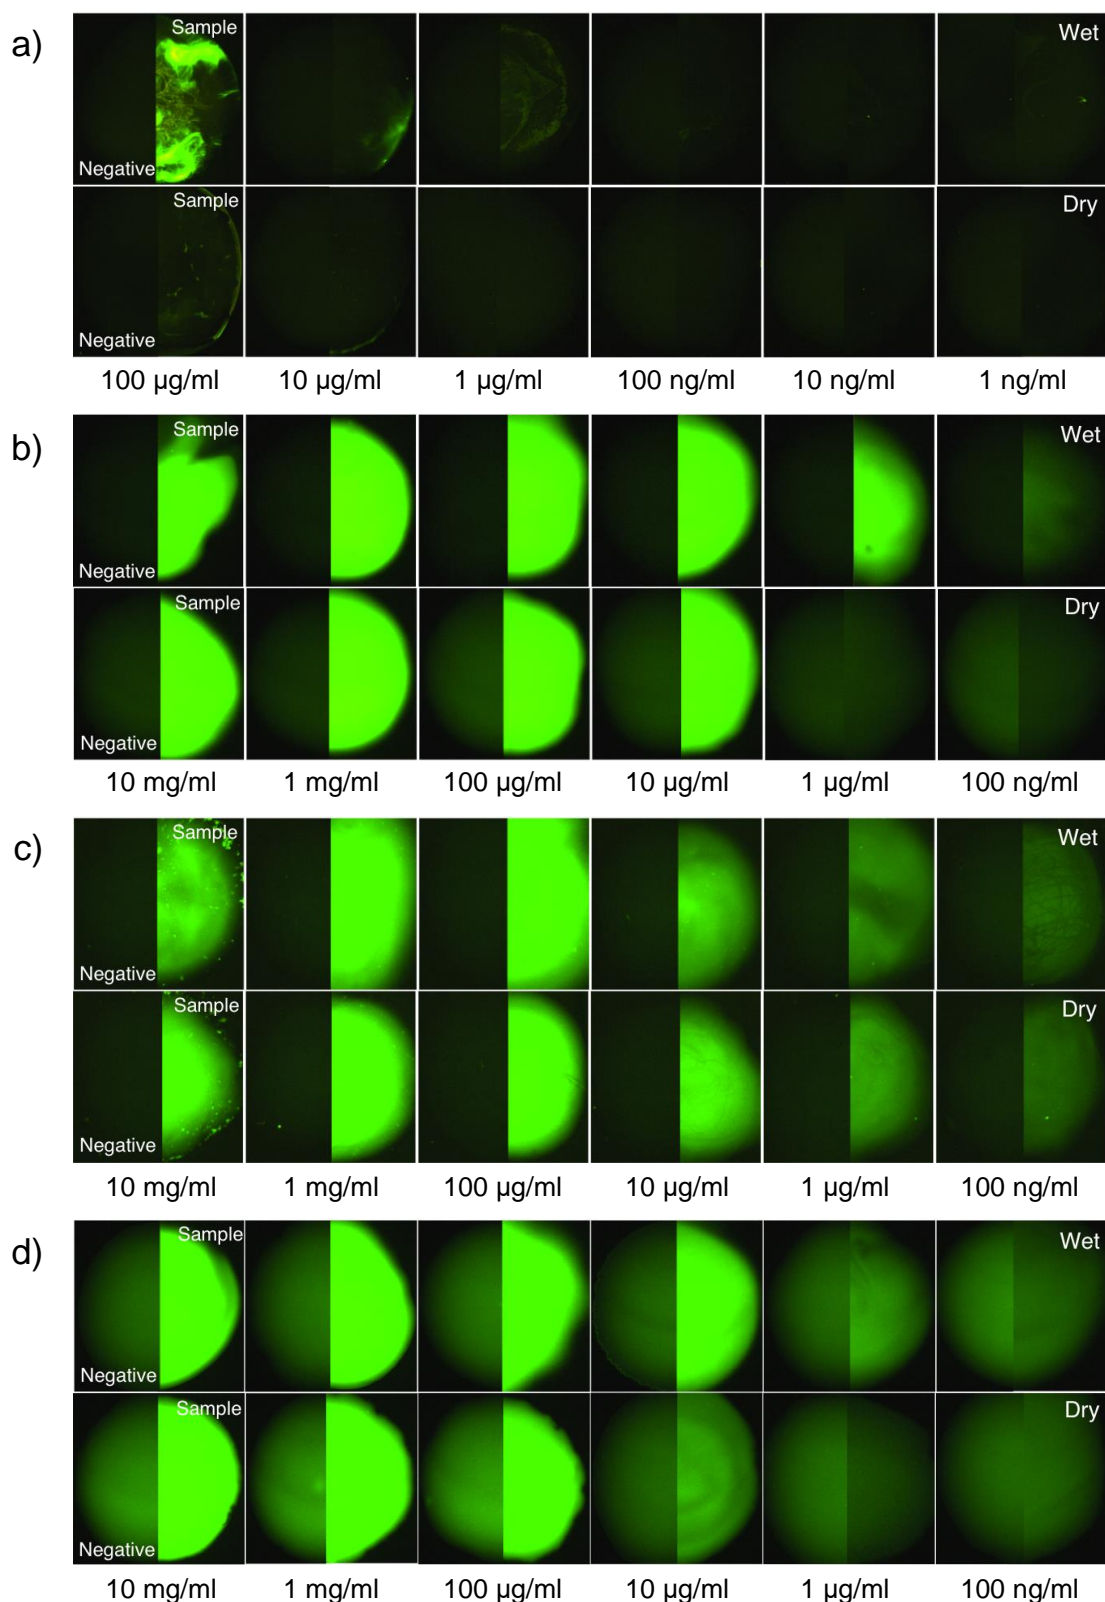 a)
Sample
Wet
Negative
Sample
Dry
Negative
100 µg/ml 10 µg/ml 1 µg/ml 100 ng/ml 10 ng/ml 1 ng/ml
b)
Sample
Wet
Negative
Sample
Dry
Negative
10 mg/ml 1 mg/ml 100 µg/ml 10 µg/ml 1 µg/ml 100 ng/ml
c)
Sample
Wet
Negative
Sample
Dry
Negative
10 mg/ml 1 mg/ml 100 µg/ml 10 µg/ml 1 µg/ml 100 ng/ml
d)
Sample
Wet
Negative
Sample
Dry
Negative
10 mg/ml 1 mg/ml 100 µg/ml 10 µg/ml 1 µg/ml 100 ng/ml